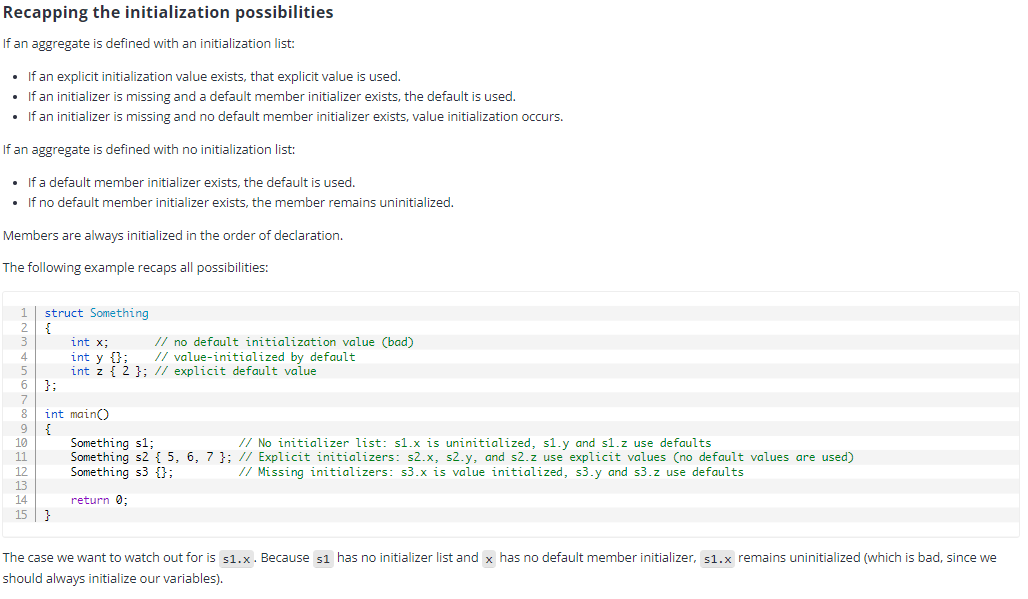 Recapping the initialization possibilities
If an aggregate is defined with an initialization list:
• If an explicit initialization value exists, that explicit value is used.
• If an initializer is missing and a default member initializer exists, the default is used.
• If an initializer is missing and no default member initializer exists, value initialization occurs.
If an aggregate is defined with no initialization list:
• If a default member initializer exists, the default is used.
• If no default member initializer exists, the member remains uninitialized.
Members are always initialized in the order of declaration.
The following example recaps all possibilities:
1 struct Something
2 {
3     int x;       // no default initialization value (bad)
4     int y {};    // value-initialized by default
5     int z { 2 }; // explicit default value
6 };
7
8 int main()
9 {
10     Something s1;             // No initializer list: s1.x is uninitialized, s1.y and s1.z use defaults
11     Something s2 { 5, 6, 7 }; // Explicit initializers: s2.x, s2.y, and s2.z use explicit values (no default values are used)
12     Something s3 {};          // Missing initializers: s3.x is value initialized, s3.y and s3.z use defaults
13
14     return 0;
15 }
The case we want to watch out for is s1.x. Because s1 has no initializer list and x has no default member initializer, s1.x remains uninitialized (which is bad, since we
should always initialize our variables).